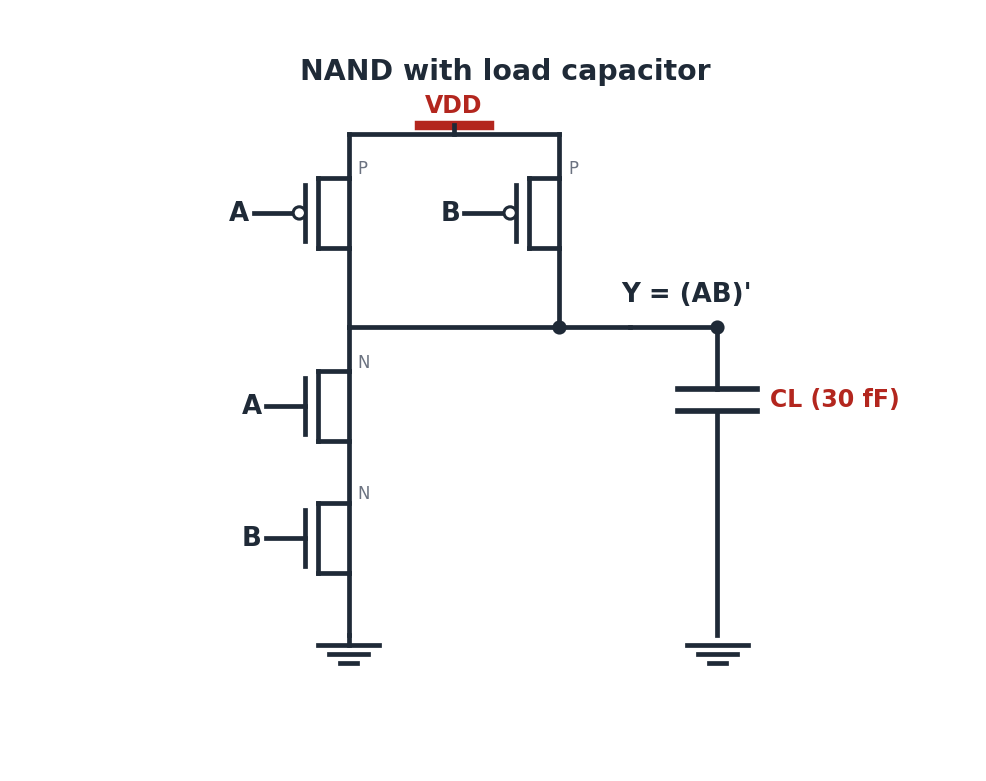 NAND with load capacitor
VDD
P
P
A
B
Y = (AB)'
N
A
CL (30 fF)
N
B